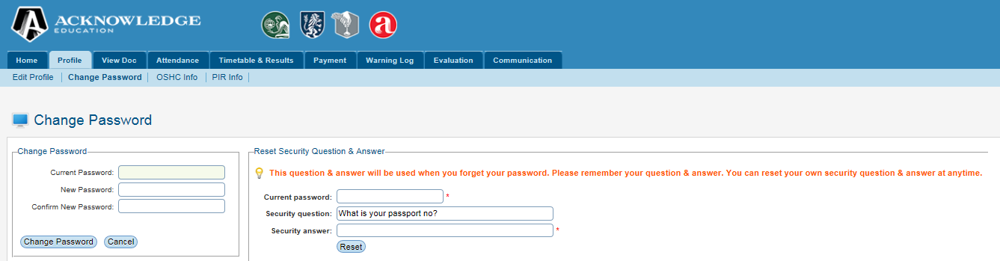 ACKNOWLEDGE
EDUCATION
Home Profile View Doc Attendance Timetable & Results Payment Warning Log Evaluation Communication
Edit Profile Change Password OSHC Info PIR Info
Change Password
Change Password
Current Password:
New Password:
Confirm New Password:
Change Password Cancel
Reset Security Question & Answer
This question & answer will be used when you forget your password. Please remember your question & answer. You can reset your own security question & answer at anytime.
Current password: *
Security question: What is your passport no?
Security answer: *
Reset